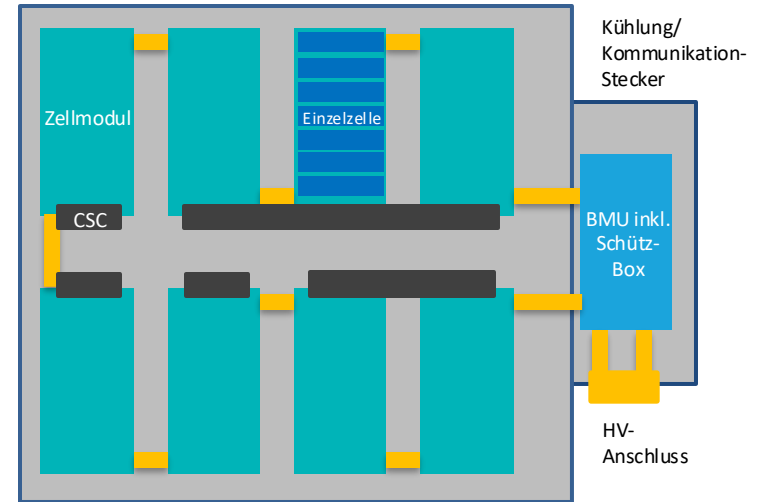 Kühlung/
Kommunikation-
Stecker
Zellmodul
Einzelzelle
CSC
BMU inkl.
Schütz-
Box
HV-
Anschluss